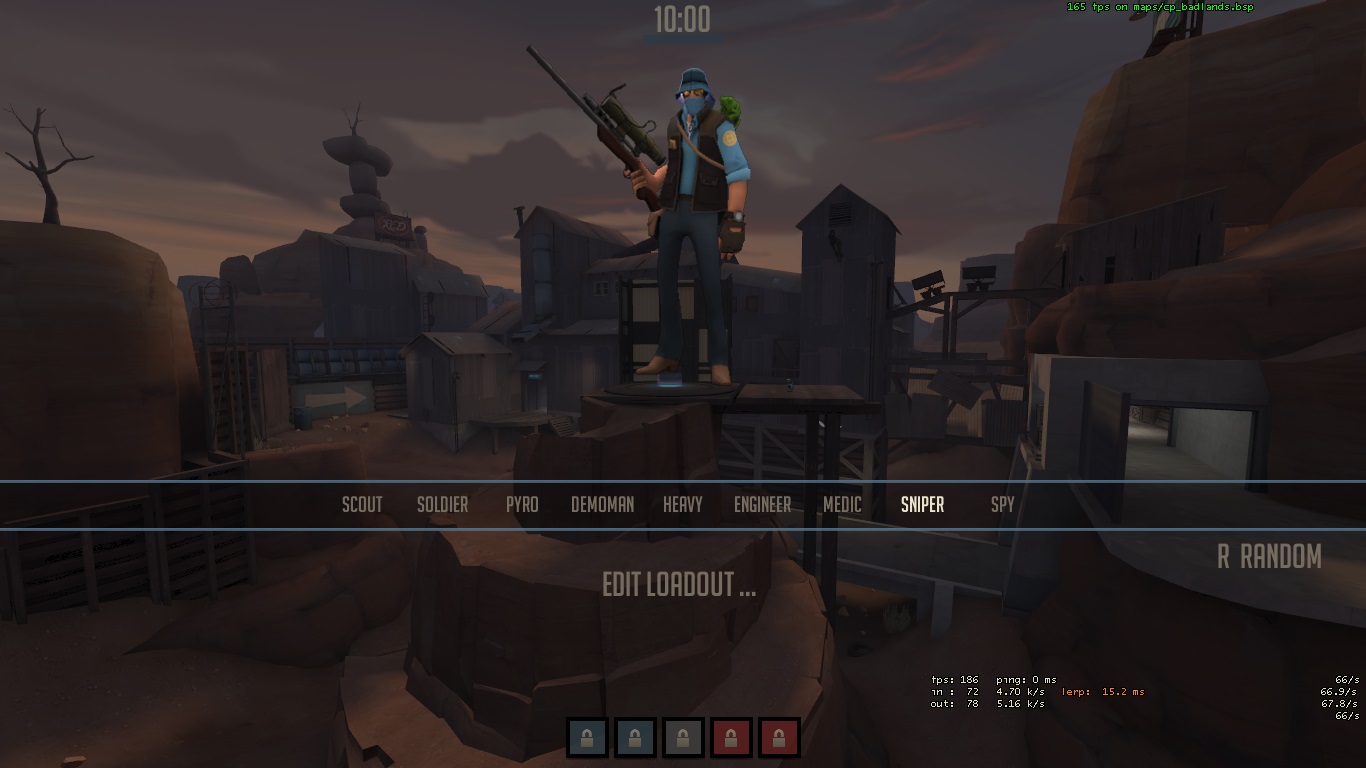 165 fps on maps/cp_badlands.bsp
10:00
SCOUT SOLDIER PYRO DEMOMAN HEAVY ENGINEER MEDIC SNIPER SPY
R RANDOM
EDIT LOADOUT ...
fps: 186 ping: 0 ms 66/s
in : 72 4.70 k/s lerp: 15.2 ms 66.9/s
out: 78 5.16 k/s 67.8/s
66/s